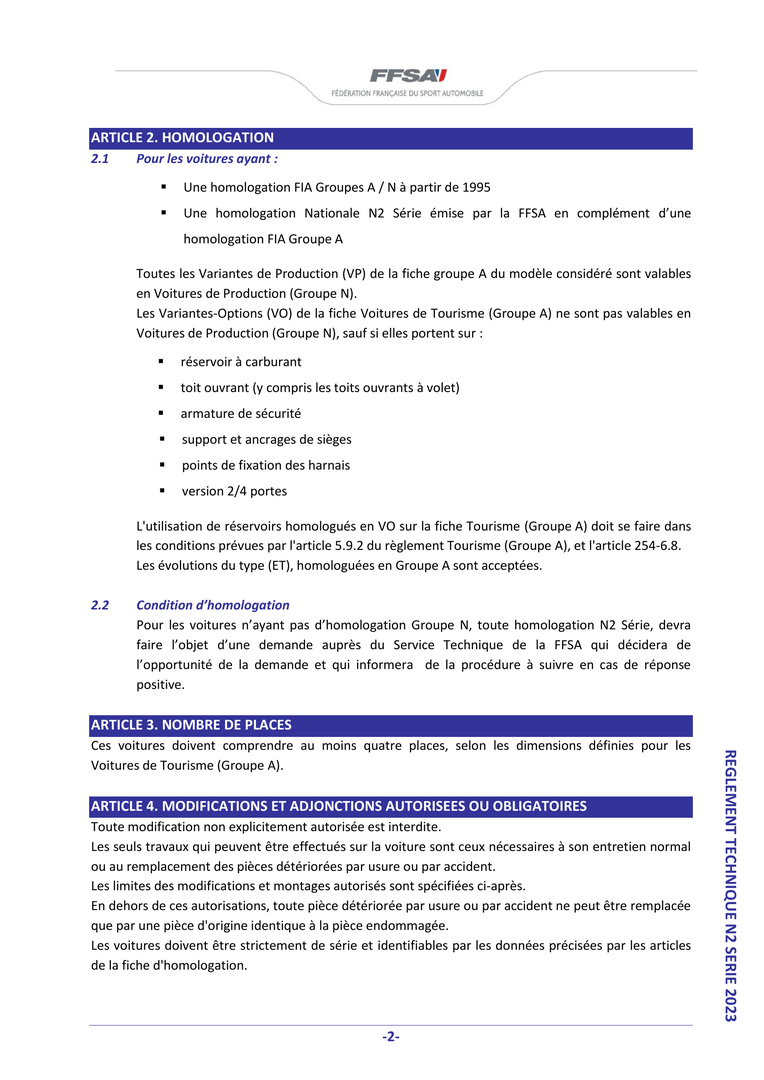 FFSA
FÉDÉRATION FRANÇAISE DU SPORT AUTOMOBILE
ARTICLE 2. HOMOLOGATION
2.1 Pour les voitures ayant :
▪ Une homologation FIA Groupes A / N à partir de 1995
▪ Une homologation Nationale N2 Série émise par la FFSA en complément d’une
homologation FIA Groupe A
Toutes les Variantes de Production (VP) de la fiche groupe A du modèle considéré sont valables
en Voitures de Production (Groupe N).
Les Variantes-Options (VO) de la fiche Voitures de Tourisme (Groupe A) ne sont pas valables en
Voitures de Production (Groupe N), sauf si elles portent sur :
▪ réservoir à carburant
▪ toit ouvrant (y compris les toits ouvrants à volet)
▪ armature de sécurité
▪ support et ancrages de sièges
▪ points de fixation des harnais
▪ version 2/4 portes
L'utilisation de réservoirs homologués en VO sur la fiche Tourisme (Groupe A) doit se faire dans
les conditions prévues par l'article 5.9.2 du règlement Tourisme (Groupe A), et l'article 254-6.8.
Les évolutions du type (ET), homologuées en Groupe A sont acceptées.
2.2 Condition d’homologation
Pour les voitures n’ayant pas d’homologation Groupe N, toute homologation N2 Série, devra
faire l’objet d’une demande auprès du Service Technique de la FFSA qui décidera de
l’opportunité de la demande et qui informera de la procédure à suivre en cas de réponse
positive.
ARTICLE 3. NOMBRE DE PLACES
Ces voitures doivent comprendre au moins quatre places, selon les dimensions définies pour les
Voitures de Tourisme (Groupe A).
ARTICLE 4. MODIFICATIONS ET ADJONCTIONS AUTORISEES OU OBLIGATOIRES
Toute modification non explicitement autorisée est interdite.
Les seuls travaux qui peuvent être effectués sur la voiture sont ceux nécessaires à son entretien normal
ou au remplacement des pièces détériorées par usure ou par accident.
Les limites des modifications et montages autorisés sont spécifiées ci-après.
En dehors de ces autorisations, toute pièce détériorée par usure ou par accident ne peut être remplacée
que par une pièce d'origine identique à la pièce endommagée.
Les voitures doivent être strictement de série et identifiables par les données précisées par les articles
de la fiche d'homologation.
REGLEMENT TECHNIQUE N2 SERIE 2023
-2-